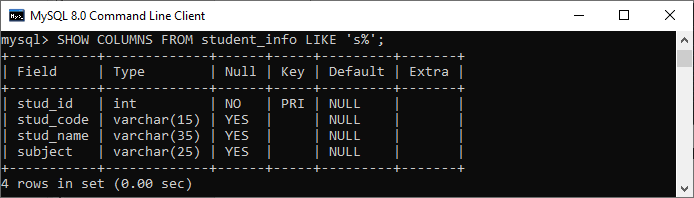 MySQL 8.0 Command Line Client
mysql> SHOW COLUMNS FROM student_info LIKE 's%';
+-----------+-------------+------+-----+---------+-------+
| Field     | Type        | Null | Key | Default | Extra |
+-----------+-------------+------+-----+---------+-------+
| stud_id   | int         | NO   | PRI | NULL    |       |
| stud_code | varchar(15) | YES  |     | NULL    |       |
| stud_name | varchar(35) | YES  |     | NULL    |       |
| subject   | varchar(25) | YES  |     | NULL    |       |
+-----------+-------------+------+-----+---------+-------+
4 rows in set (0.00 sec)